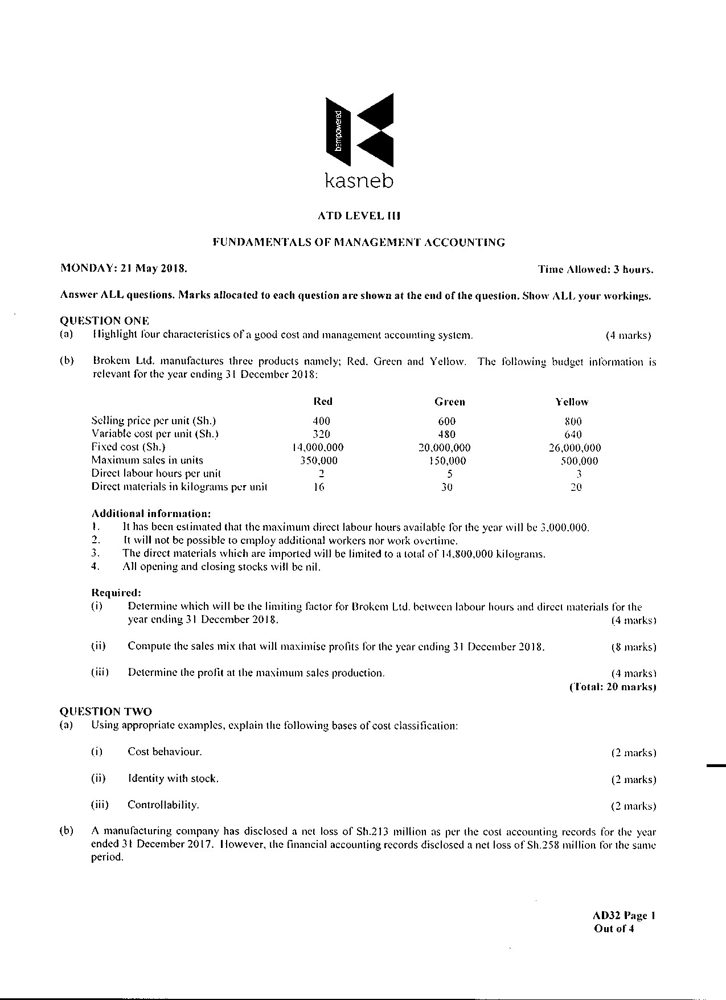 bempowered
kasneb
ATD LEVEL III
FUNDAMENTALS OF MANAGEMENT ACCOUNTING
MONDAY: 21 May 2018. Time Allowed: 3 hours.
Answer ALL questions. Marks allocated to each question are shown at the end of the question. Show ALL your workings.
QUESTION ONE
(a) Highlight four characteristics of a good cost and management accounting system. (4 marks)
(b) Brokem Ltd. manufactures three products namely; Red. Green and Yellow. The following budget information is
relevant for the year ending 31 December 2018:
Red Green Yellow
Selling price per unit (Sh.) 400 600 800
Variable cost per unit (Sh.) 320 480 640
Fixed cost (Sh.) 14,000,000 20,000,000 26,000,000
Maximum sales in units 350,000 150,000 500,000
Direct labour hours per unit 2 5 3
Direct materials in kilograms per unit 16 30 20
Additional information:
1. It has been estimated that the maximum direct labour hours available for the year will be 3,000,000.
2. It will not be possible to employ additional workers nor work overtime.
3. The direct materials which are imported will be limited to a total of 14,800,000 kilograms.
4. All opening and closing stocks will be nil.
Required:
(i) Determine which will be the limiting factor for Brokem Ltd. between labour hours and direct materials for the
year ending 31 December 2018. (4 marks)
(ii) Compute the sales mix that will maximise profits for the year ending 31 December 2018. (8 marks)
(iii) Determine the profit at the maximum sales production. (4 marks)
(Total: 20 marks)
QUESTION TWO
(a) Using appropriate examples, explain the following bases of cost classification:
(i) Cost behaviour. (2 marks)
(ii) Identity with stock. (2 marks)
(iii) Controllability. (2 marks)
(b) A manufacturing company has disclosed a net loss of Sh.213 million as per the cost accounting records for the year
ended 31 December 2017. However, the financial accounting records disclosed a net loss of Sh.258 million for the same
period.
AD32 Page 1
Out of 4